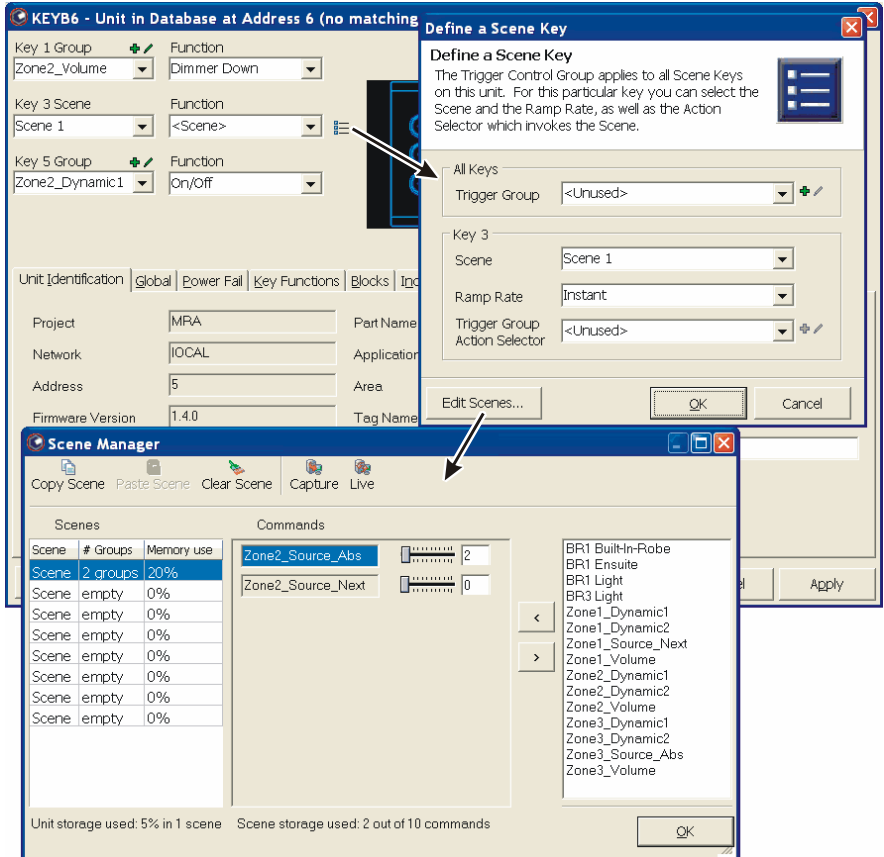 KEYB6 - Unit in Database at Address 6 (no matching
Key 1 Group Function
Zone2_Volume Dimmer Down
Key 3 Scene Function
Scene 1 <Scene>
Key 5 Group Function
Zone2_Dynamic1 On/Off
Unit Identification Global Power Fail Key Functions Blocks
Project MRA Part Name
Network IOCAL Application
Address 5 Area
Firmware Version 1.4.0 Tag Name
Apply
Define a Scene Key
Define a Scene Key
The Trigger Control Group applies to all Scene Keys
on this unit. For this particular key you can select the
Scene and the Ramp Rate, as well as the Action
Selector which invokes the Scene.
All Keys
Trigger Group <Unused>
Key 3
Scene Scene 1
Ramp Rate Instant
Trigger Group
Action Selector <Unused>
Edit Scenes... OK Cancel
Scene Manager
Copy Scene Paste Scene Clear Scene Capture Live
Scenes Commands
Scene # Groups Memory use
Scene 2 groups 20%
Scene empty 0%
Scene empty 0%
Scene empty 0%
Scene empty 0%
Scene empty 0%
Scene empty 0%
Scene empty 0%
Zone2_Source_Abs 2
Zone2_Source_Next 0
<
>
BR1 Built-In-Robe
BR1 Ensuite
BR1 Light
BR3 Light
Zone1_Dynamic1
Zone1_Dynamic2
Zone1_Source_Next
Zone1_Volume
Zone2_Dynamic1
Zone2_Dynamic2
Zone2_Volume
Zone3_Dynamic1
Zone3_Dynamic2
Zone3_Source_Abs
Zone3_Volume
Unit storage used: 5% in 1 scene Scene storage used: 2 out of 10 commands
OK